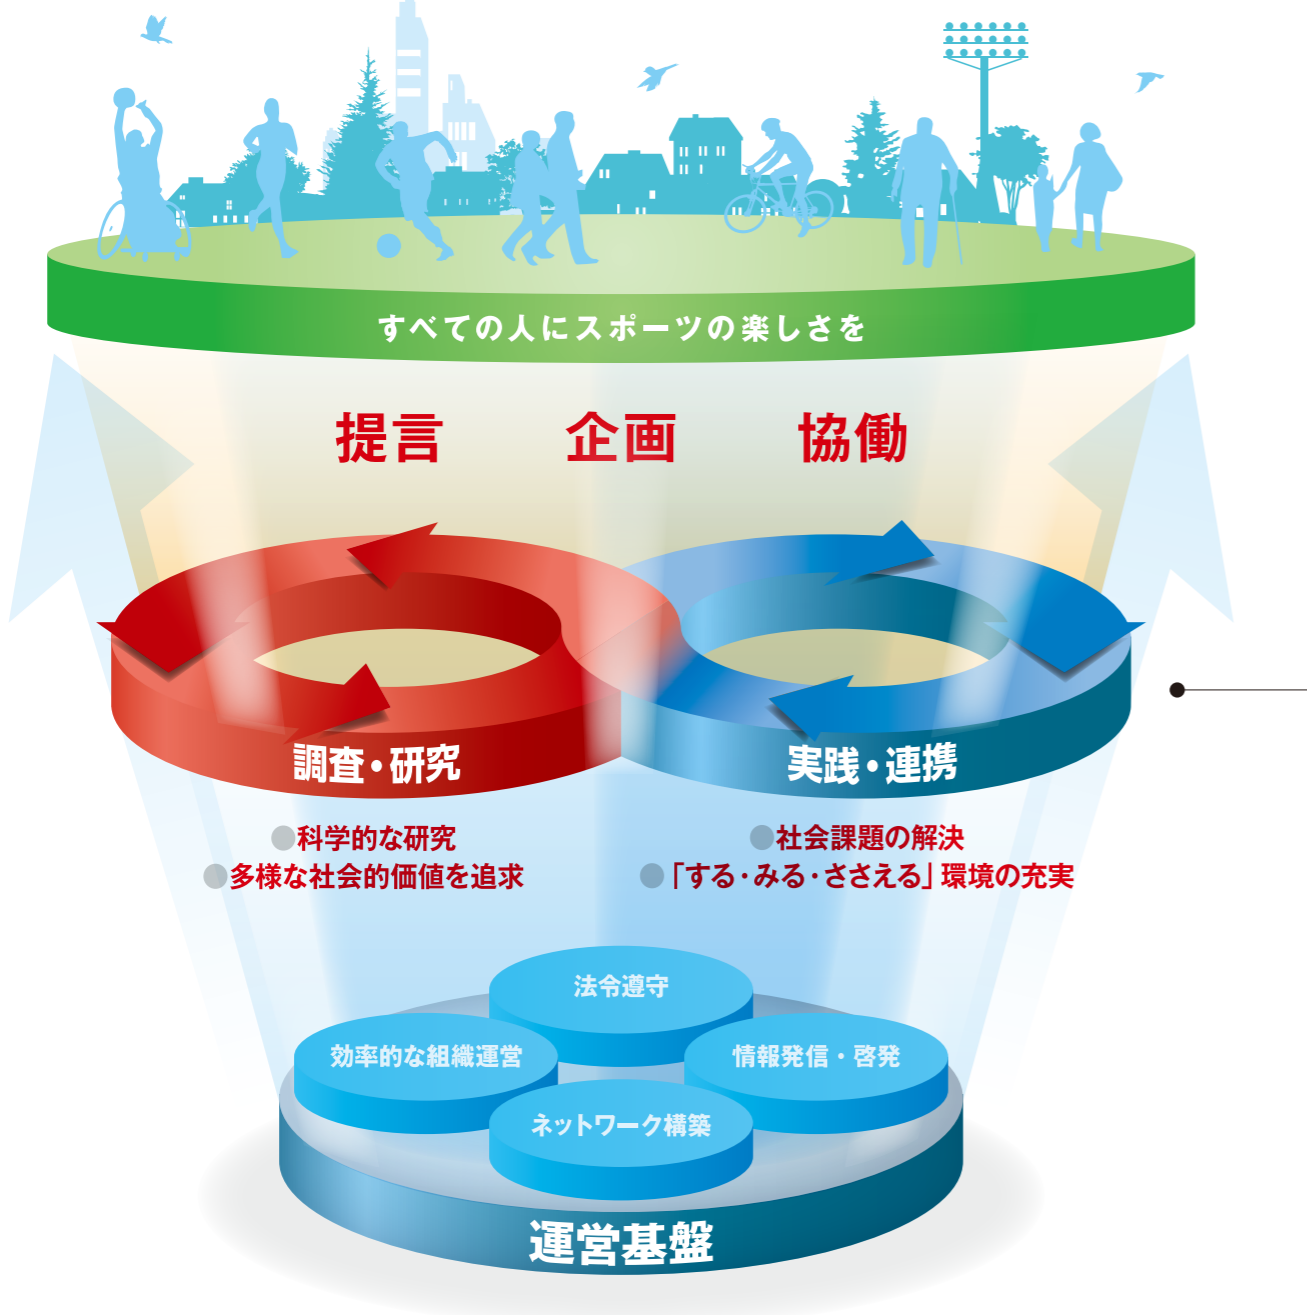 すべての人にスポーツの楽しさを
提言 企画 協働
調査・研究
実践・連携
●科学的な研究
●多様な社会的価値を追求
●社会課題の解決
●「する・みる・ささえる」環境の充実
法令遵守
効率的な組織運営
情報発信・啓発
ネットワーク構築
運営基盤